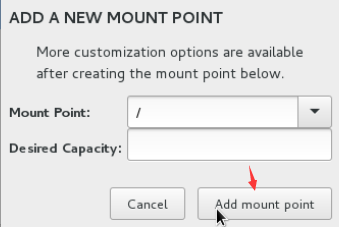 ADD A NEW MOUNT POINT
More customization options are available
after creating the mount point below.
Mount Point: /
Desired Capacity:
Cancel Add mount point